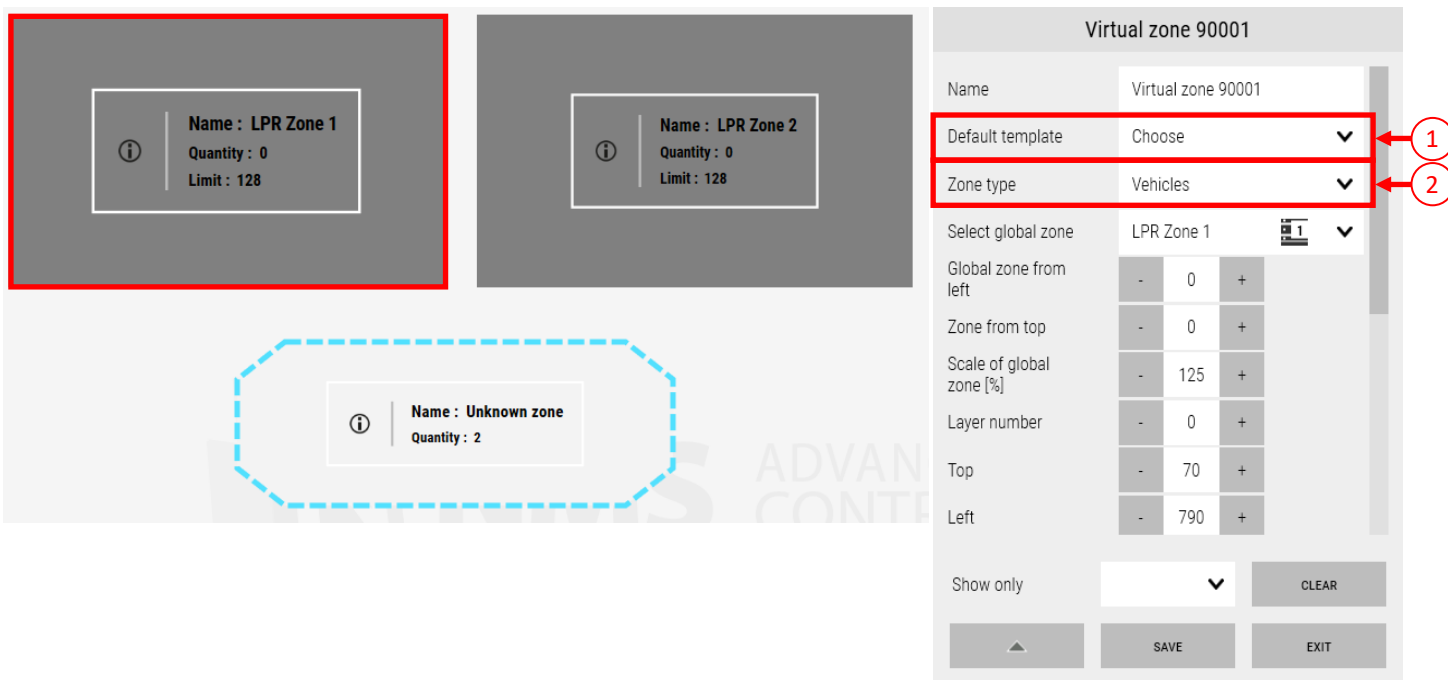 Name : LPR Zone 1
Quantity : 0
Limit : 128
Name : LPR Zone 2
Quantity : 0
Limit : 128
Name : Unknown zone
Quantity : 2
ADVAN
CONTR
Virtual zone 90001
Name Virtual zone 90001
Default template Choose 1
Zone type Vehicles 2
Select global zone LPR Zone 1 1
Global zone from
left - 0 +
Zone from top - 0 +
Scale of global
zone [%] - 125 +
Layer number - 0 +
Top - 70 +
Left - 790 +
Show only CLEAR
SAVE EXIT